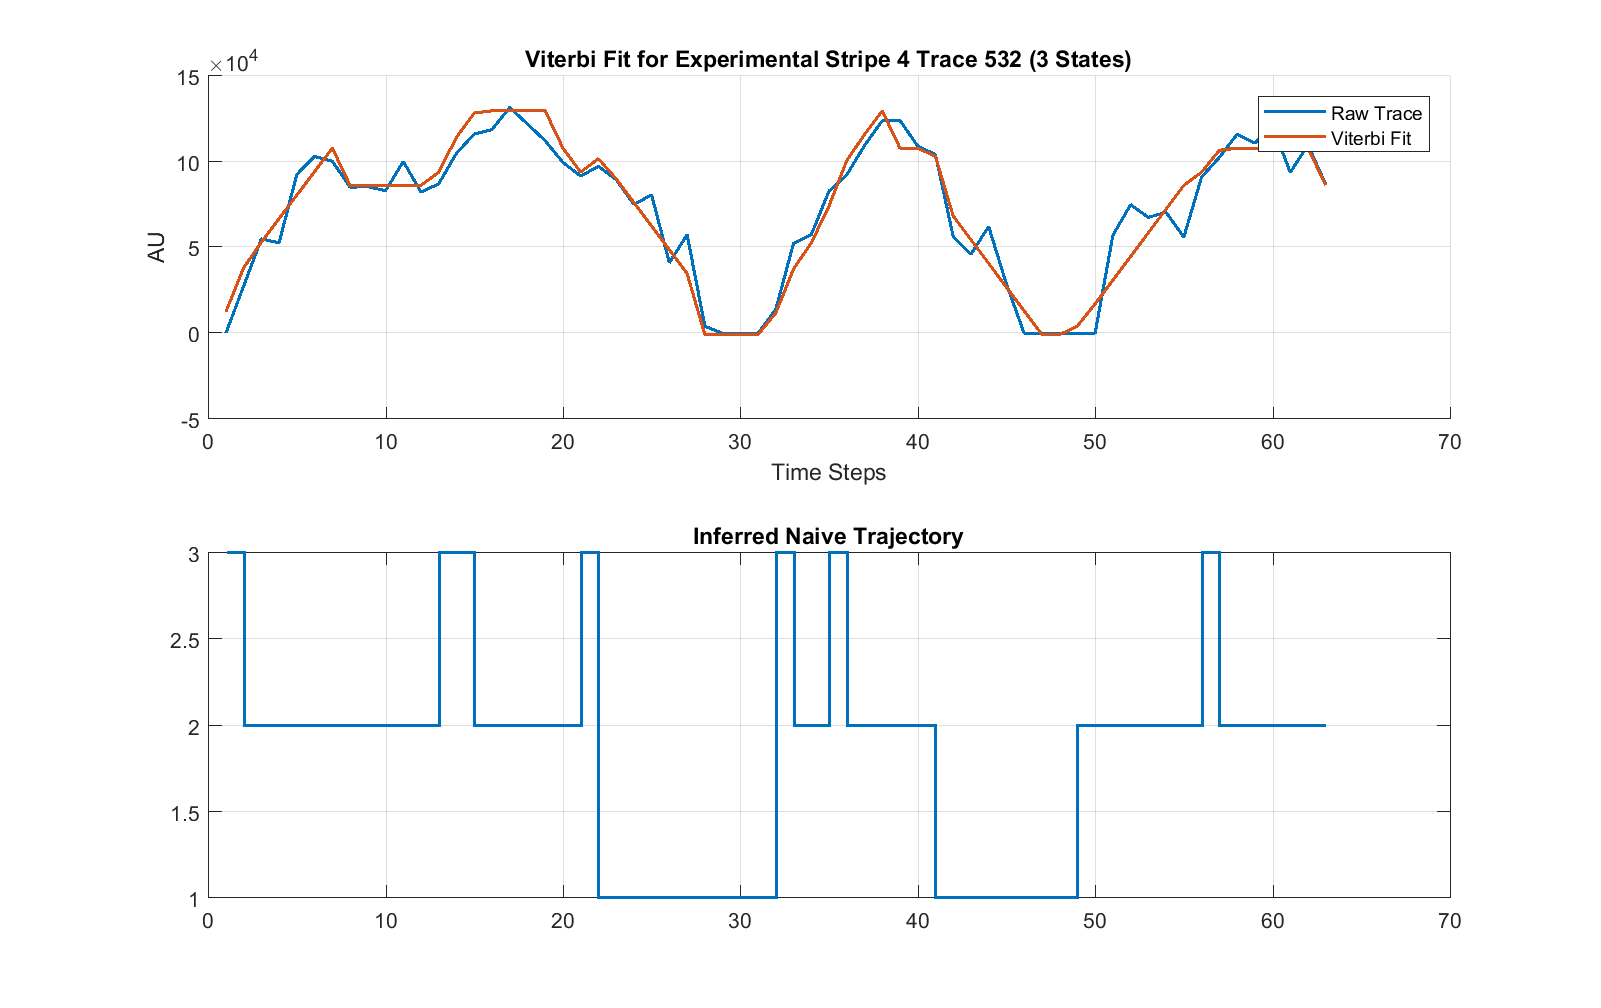 Viterbi Fit for Experimental Stripe 4 Trace 532 (3 States)
×10^4
15
10
5
0
-5
AU
Raw Trace
Viterbi Fit
0 10 20 30 40 50 60 70
Time Steps
Inferred Naive Trajectory
3
2.5
2
1.5
1
0 10 20 30 40 50 60 70